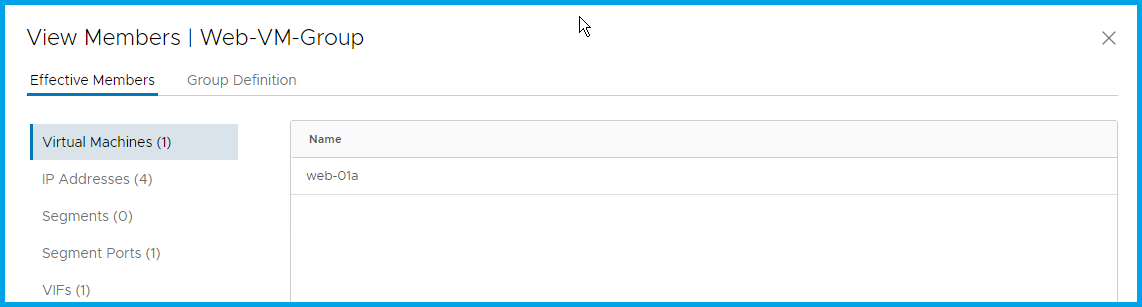 View Members | Web-VM-Group
Effective Members
Group Definition
Virtual Machines (1)
IP Addresses (4)
Segments (0)
Segment Ports (1)
VIFs (1)
Name
web-01a